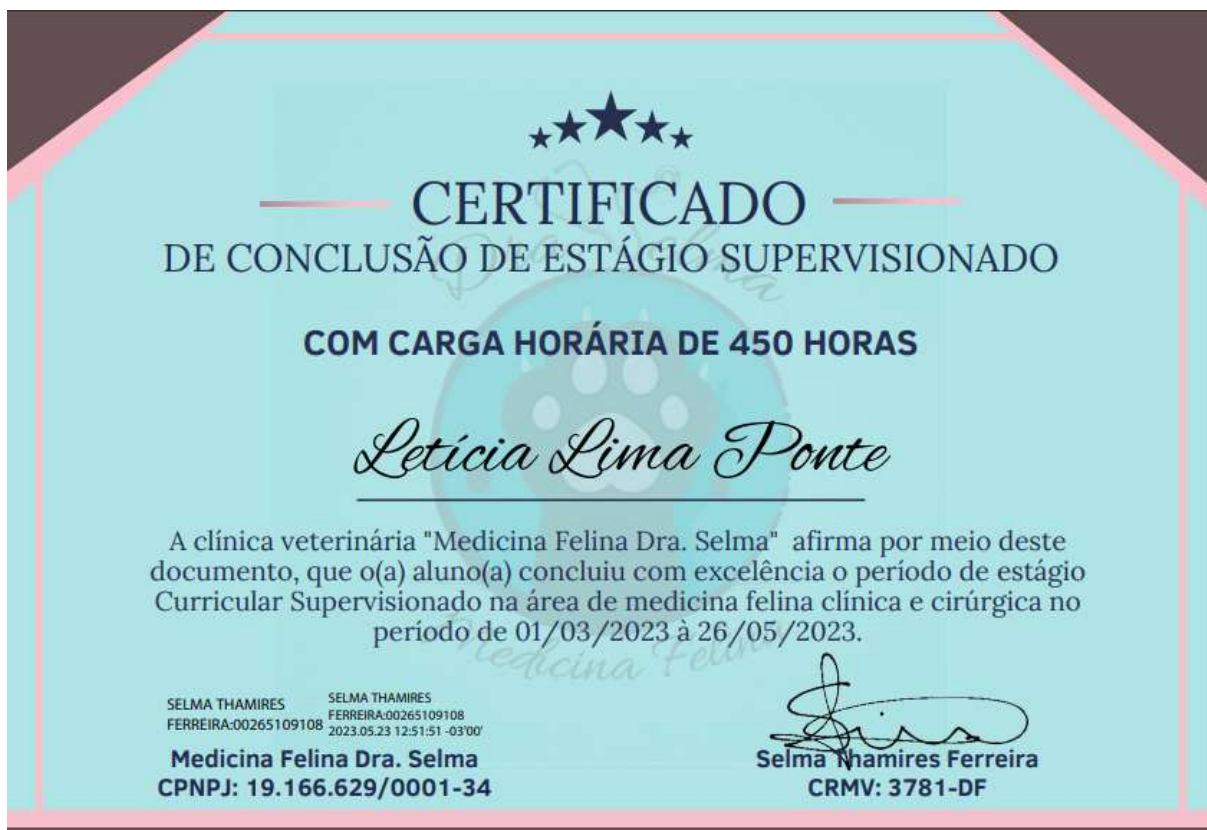 CERTIFICADO
DE CONCLUSÃO DE ESTÁGIO SUPERVISIONADO
COM CARGA HORÁRIA DE 450 HORAS
Letícia Lima Ponte
A clínica veterinária "Medicina Felina Dra. Selma" afirma por meio deste
documento, que o(a) aluno(a) concluiu com excelência o período de estágio
Curricular Supervisionado na área de medicina felina clínica e cirúrgica no
período de 01/03/2023 à 26/05/2023.
Dra Selma
Medicina Felina
SELMA THAMIRES
FERREIRA:00265109108
SELMA THAMIRES
FERREIRA:00265109108
2023.05.23 12:51:51 -03'00'
Medicina Felina Dra. Selma
CPNPJ: 19.166.629/0001-34
Selma Thamires Ferreira
CRMV: 3781-DF